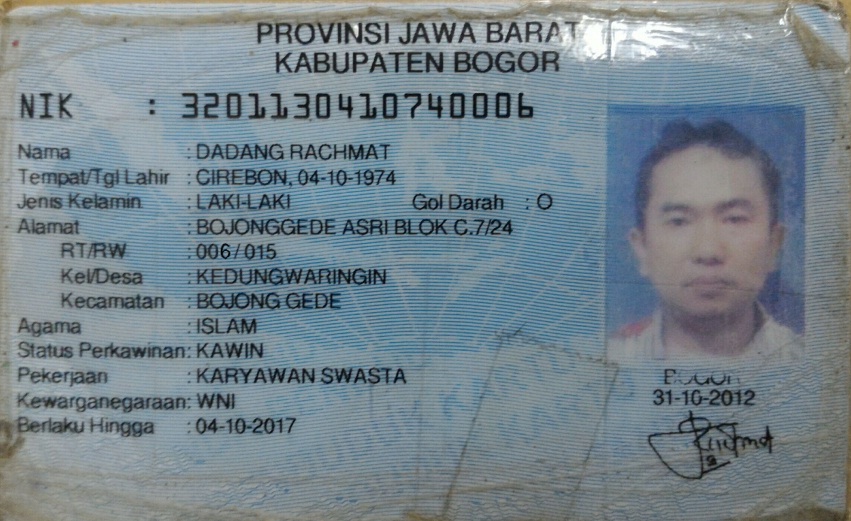 PROVINSI JAWA BARAT
KABUPATEN BOGOR
NIK : 3201130410740006
Nama : DADANG RACHMAT
Tempat/Tgl Lahir : CIREBON, 04-10-1974
Jenis Kelamin : LAKI-LAKI Gol Darah : O
Alamat : BOJONGGEDE ASRI BLOK C.7/24
RT/RW : 006/015
Kel/Desa : KEDUNGWARINGIN
Kecamatan : BOJONG GEDE
Agama : ISLAM
Status Perkawinan: KAWIN
Pekerjaan : KARYAWAN SWASTA
Kewarganegaraan: WNI
Berlaku Hingga : 04-10-2017
BOGOR
31-10-2012